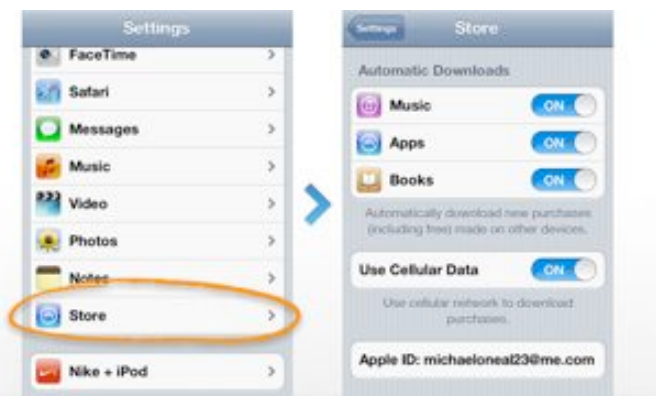 Settings
FaceTime
Safari
Messages
Music
Video
Photos
Notes
Store
Nike + iPod
Settings
Store
Automatic Downloads
Music ON
Apps ON
Books ON
Automatically download new purchases
(including free) made on other devices.
Use Cellular Data ON
Use cellular network to download
purchases.
Apple ID: michaeloneal23@me.com